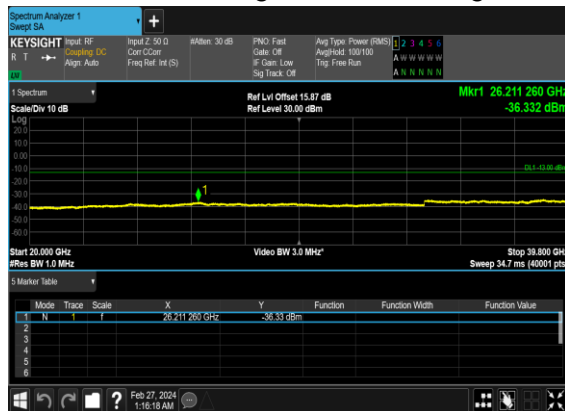 Spectrum Analyzer 1
Swept SA
KEYSIGHT Input: RF Input Z: 50 Ω #Atten: 30 dB PNO: Fast Avg Type: Power (RMS) 1 2 3 4 5 6
R T Coupling: DC Corr CCorr Gate: Off Avg|Hold: 100/100 A W W W W W
Align: Auto Freq Ref: Int (S) IF Gain: Low Trig: Free Run
Sig Track: Off A N N N N N
LW
1 Spectrum Ref Lvl Offset 15.87 dB Mkr1 26.211 260 GHz
Scale/Div 10 dB Ref Level 30.00 dBm -36.332 dBm
Log
20.0
10.0
0.00
-10.0 DL1 -13.00 dBm
-20.0
-30.0 1
-40.0
-50.0
-60.0
Start 20.000 GHz Video BW 3.0 MHz* Stop 39.800 GHz
#Res BW 1.0 MHz Sweep 34.7 ms (40001 pts)
5 Marker Table
Mode Trace Scale X Y Function Function Width Function Value
1 N 1 f 26.211 260 GHz -36.33 dBm
2
3
4
5
6
? Feb 27, 2024
1:16:18 AM